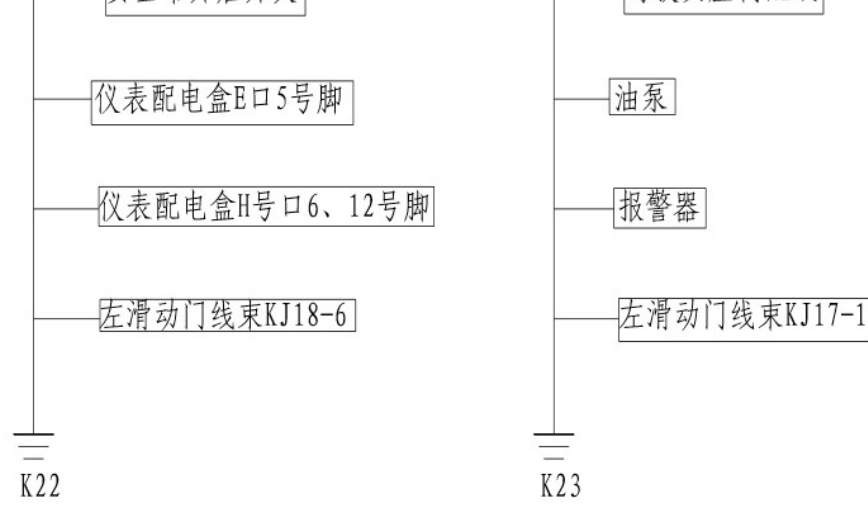 仪表配电盒E口5号脚
油泵
仪表配电盒H号口6、12号脚
报警器
左滑动门线束KJ18-6
左滑动门线束KJ17-1
K22
K23